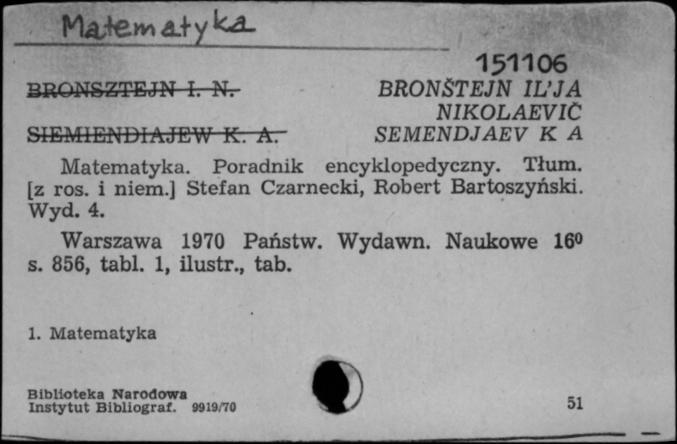 Matematyka
151106
BRONSZTEJN I. N. BRONŠTEJN IL'JA
NIKOLAEVIČ
SIEMIENDIAJEW K. A. SEMENDJAEV K A
Matematyka. Poradnik encyklopedyczny. Tłum.
[z ros. i niem.] Stefan Czarnecki, Robert Bartoszyński.
Wyd. 4.
Warszawa 1970 Państw. Wydawn. Naukowe 16⁰
s. 856, tabl. 1, ilustr., tab.
1. Matematyka
Biblioteka Narodowa
Instytut Bibliograf. 9919/70 51